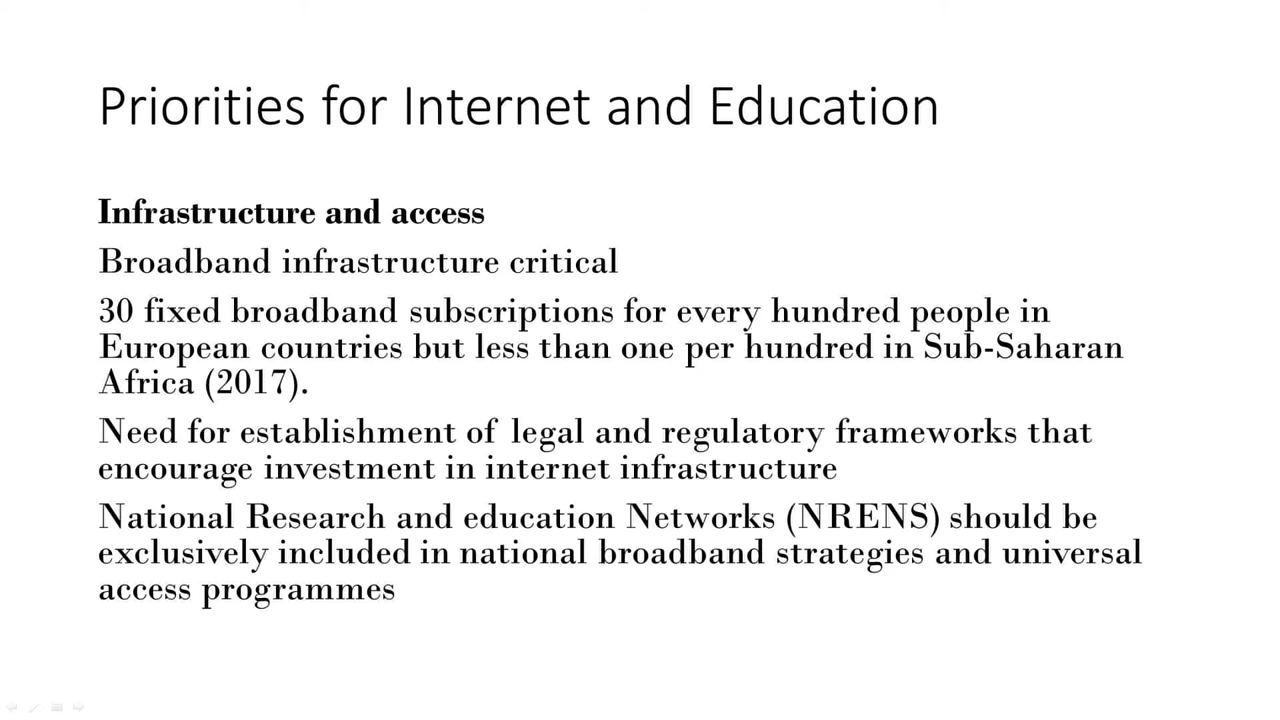 Priorities for Internet and Education
Infrastructure and access
Broadband infrastructure critical
30 fixed broadband subscriptions for every hundred people in
European countries but less than one per hundred in Sub-Saharan
Africa (2017).
Need for establishment of legal and regulatory frameworks that
encourage investment in internet infrastructure
National Research and education Networks (NRENS) should be
exclusively included in national broadband strategies and universal
access programmes